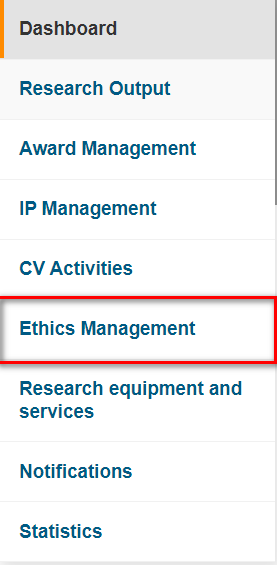 Dashboard
Research Output
Award Management
IP Management
CV Activities
Ethics Management
Research equipment and
services
Notifications
Statistics